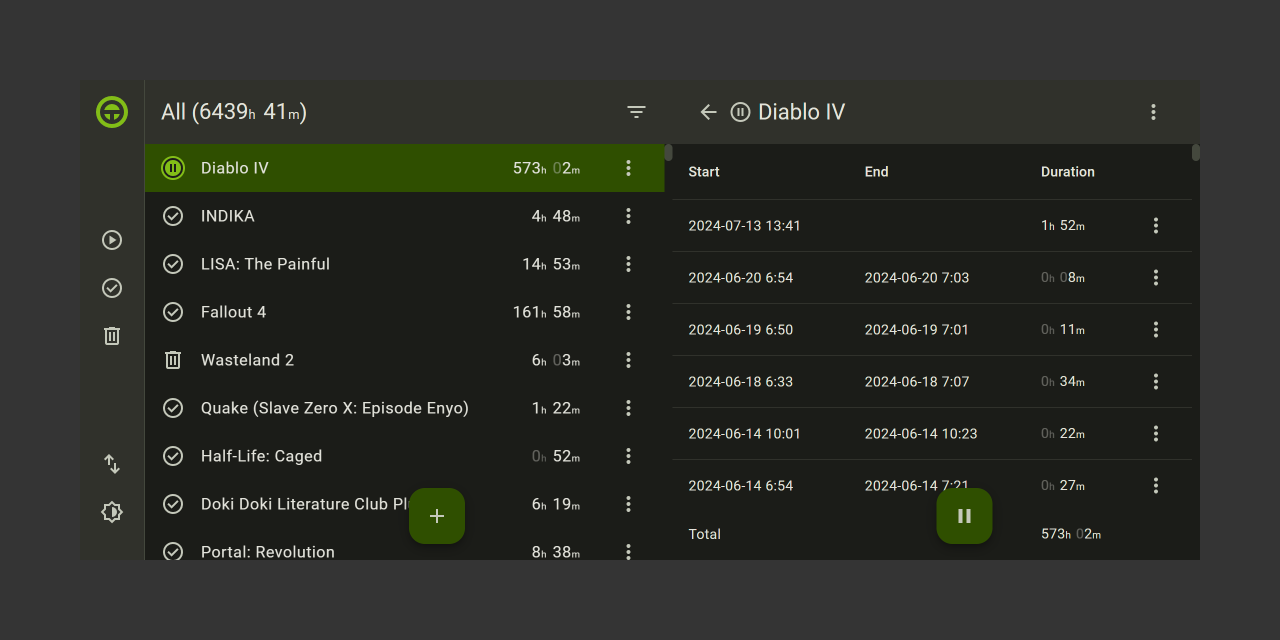 All (6439h 41m)
Diablo IV 573h 02m
INDIKA 4h 48m
LISA: The Painful 14h 53m
Fallout 4 161h 58m
Wasteland 2 6h 03m
Quake (Slave Zero X: Episode Enyo) 1h 22m
Half-Life: Caged 0h 52m
Doki Doki Literature Club 6h 19m
Portal: Revolution 8h 38m
Diablo IV
Start End Duration
2024-07-13 13:41 1h 52m
2024-06-20 6:54 2024-06-20 7:03 0h 08m
2024-06-19 6:50 2024-06-19 7:01 0h 11m
2024-06-18 6:33 2024-06-18 7:07 0h 34m
2024-06-14 10:01 2024-06-14 10:23 0h 22m
2024-06-14 6:54 2024-06-14 7:21 0h 27m
Total 573h 02m